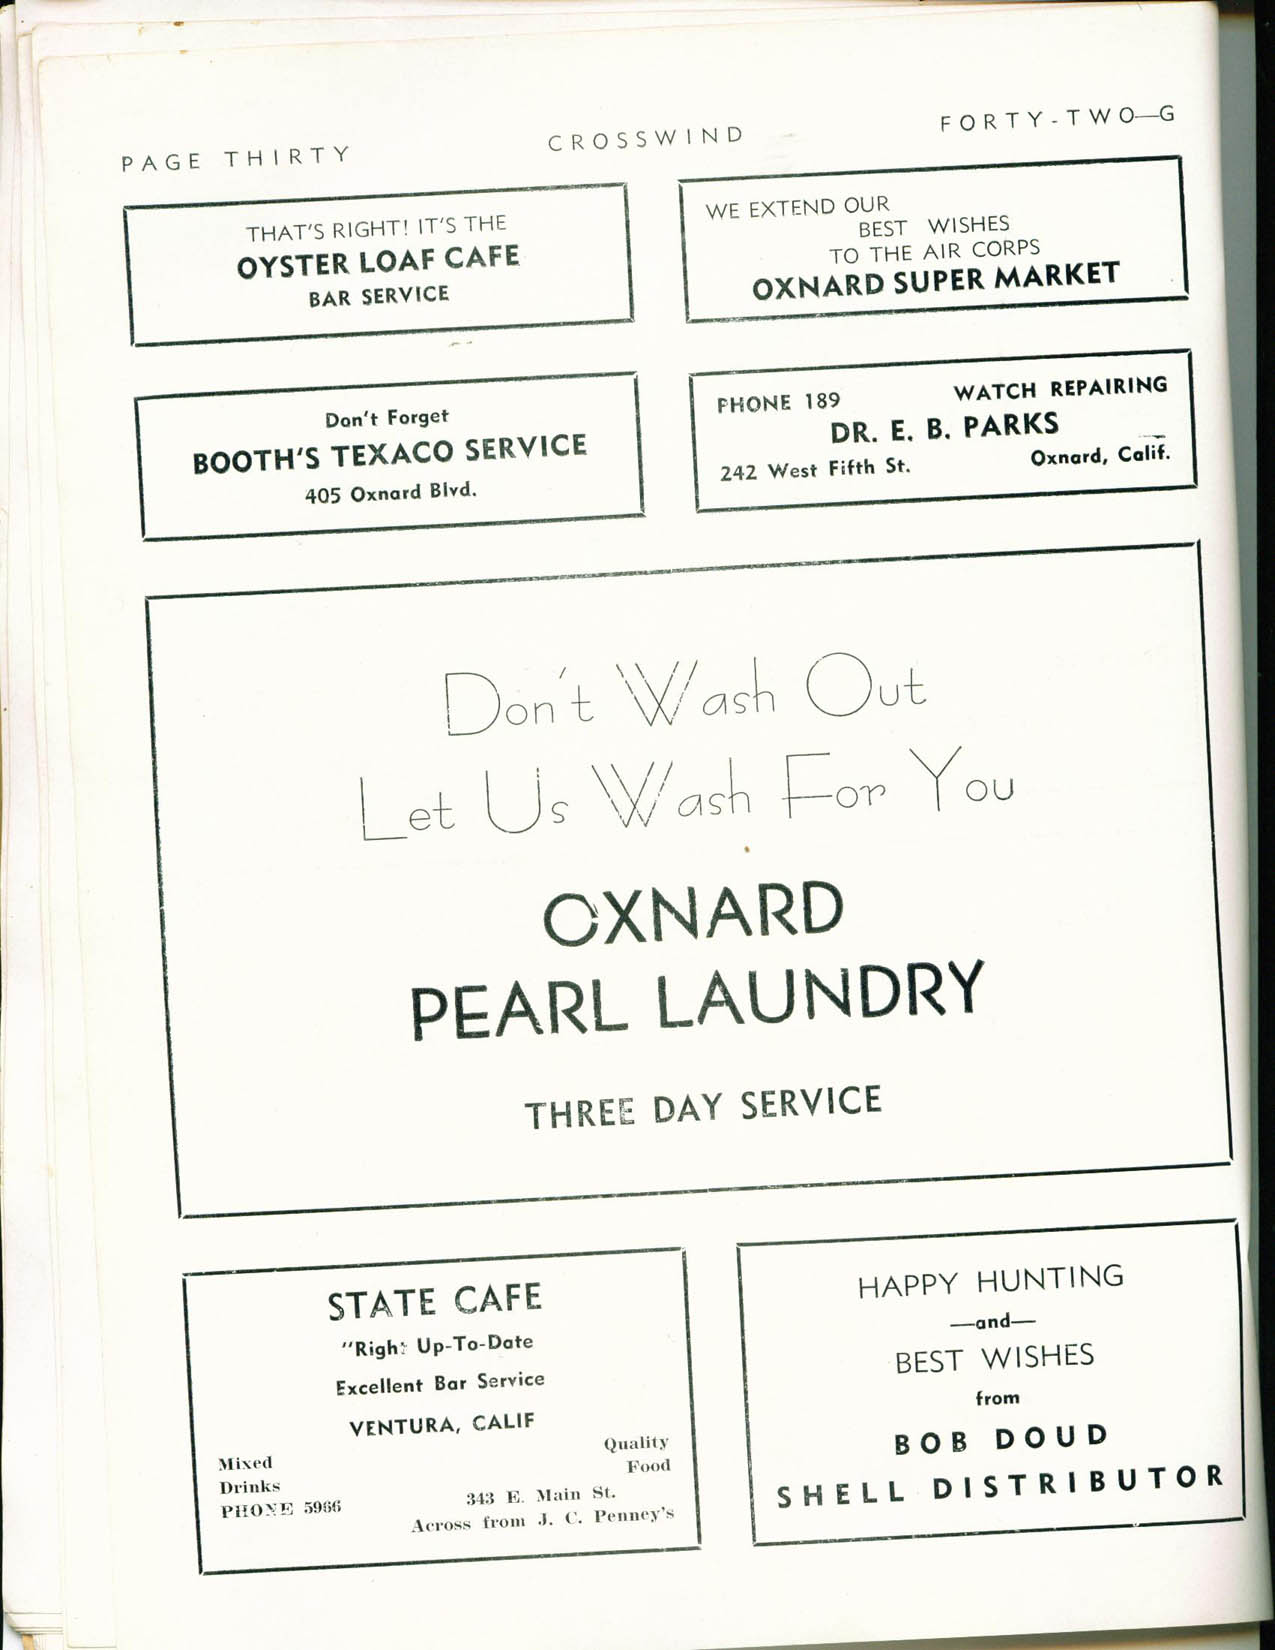 PAGE THIRTY
CROSSWIND
FORTY-TWO—G
THAT'S RIGHT! IT'S THE
OYSTER LOAF CAFE
BAR SERVICE
WE EXTEND OUR
BEST WISHES
TO THE AIR CORPS
OXNARD SUPER MARKET
Don't Forget
BOOTH'S TEXACO SERVICE
405 Oxnard Blvd.
PHONE 189 WATCH REPAIRING
DR. E. B. PARKS
242 West Fifth St. Oxnard, Calif.
Don't Wash Out
Let Us Wash For You
OXNARD
PEARL LAUNDRY
THREE DAY SERVICE
STATE CAFE
"Right Up-To-Date
Excellent Bar Service
VENTURA, CALIF
Mixed Quality
Drinks Food
PHONE 5966 343 E. Main St.
Across from J. C. Penney's
HAPPY HUNTING
—and—
BEST WISHES
from
BOB DOUD
SHELL DISTRIBUTOR